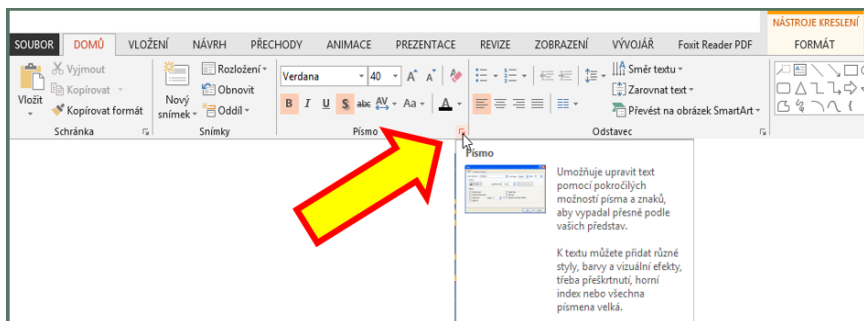 NÁSTROJE KRESLENÍ
SOUBOR DOMŮ VLOŽENÍ NÁVRH PŘECHODY ANIMACE PREZENTACE REVIZE ZOBRAZENÍ VÝVOJÁŘ Foxit Reader PDF FORMÁT
Vložit
Vyjmout
Kopírovat
Kopírovat formát
Schránka
Nový
snímek
Rozložení
Obnovit
Oddíl
Snímky
Verdana 40 A A
B I U S abc AV Aa A
Písmo
Směr textu
Zarovnat text
Převést na obrázek SmartArt
Odstavec
Písmo
Umožňuje upravit text
pomocí pokročilých
možností písma a znaků,
aby vypadal přesně podle
vašich představ.
K textu můžete přidat různé
styly, barvy a vizuální efekty,
třeba přeškrtnutí, horní
index nebo všechna
písmena velká.